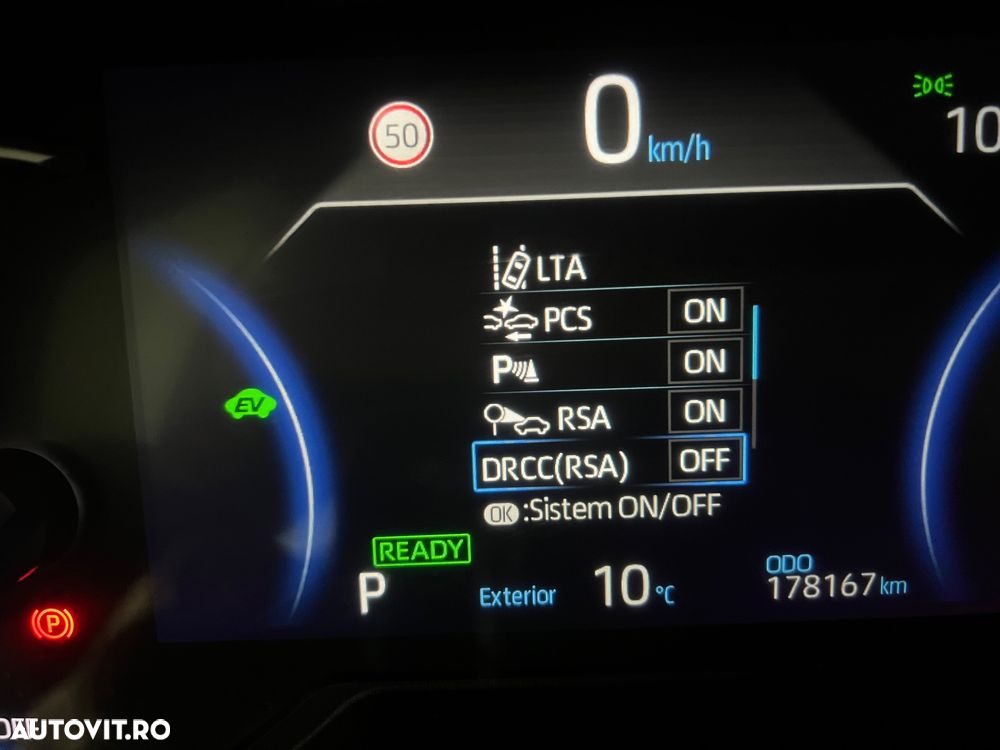 50
0 km/h
10
LTA
PCS ON
P ON
RSA ON
EV
DRCC(RSA) OFF
OK :Sistem ON/OFF
READY
P
Exterior 10 °C
ODO
178167 km
P
AUTOVIT.RO